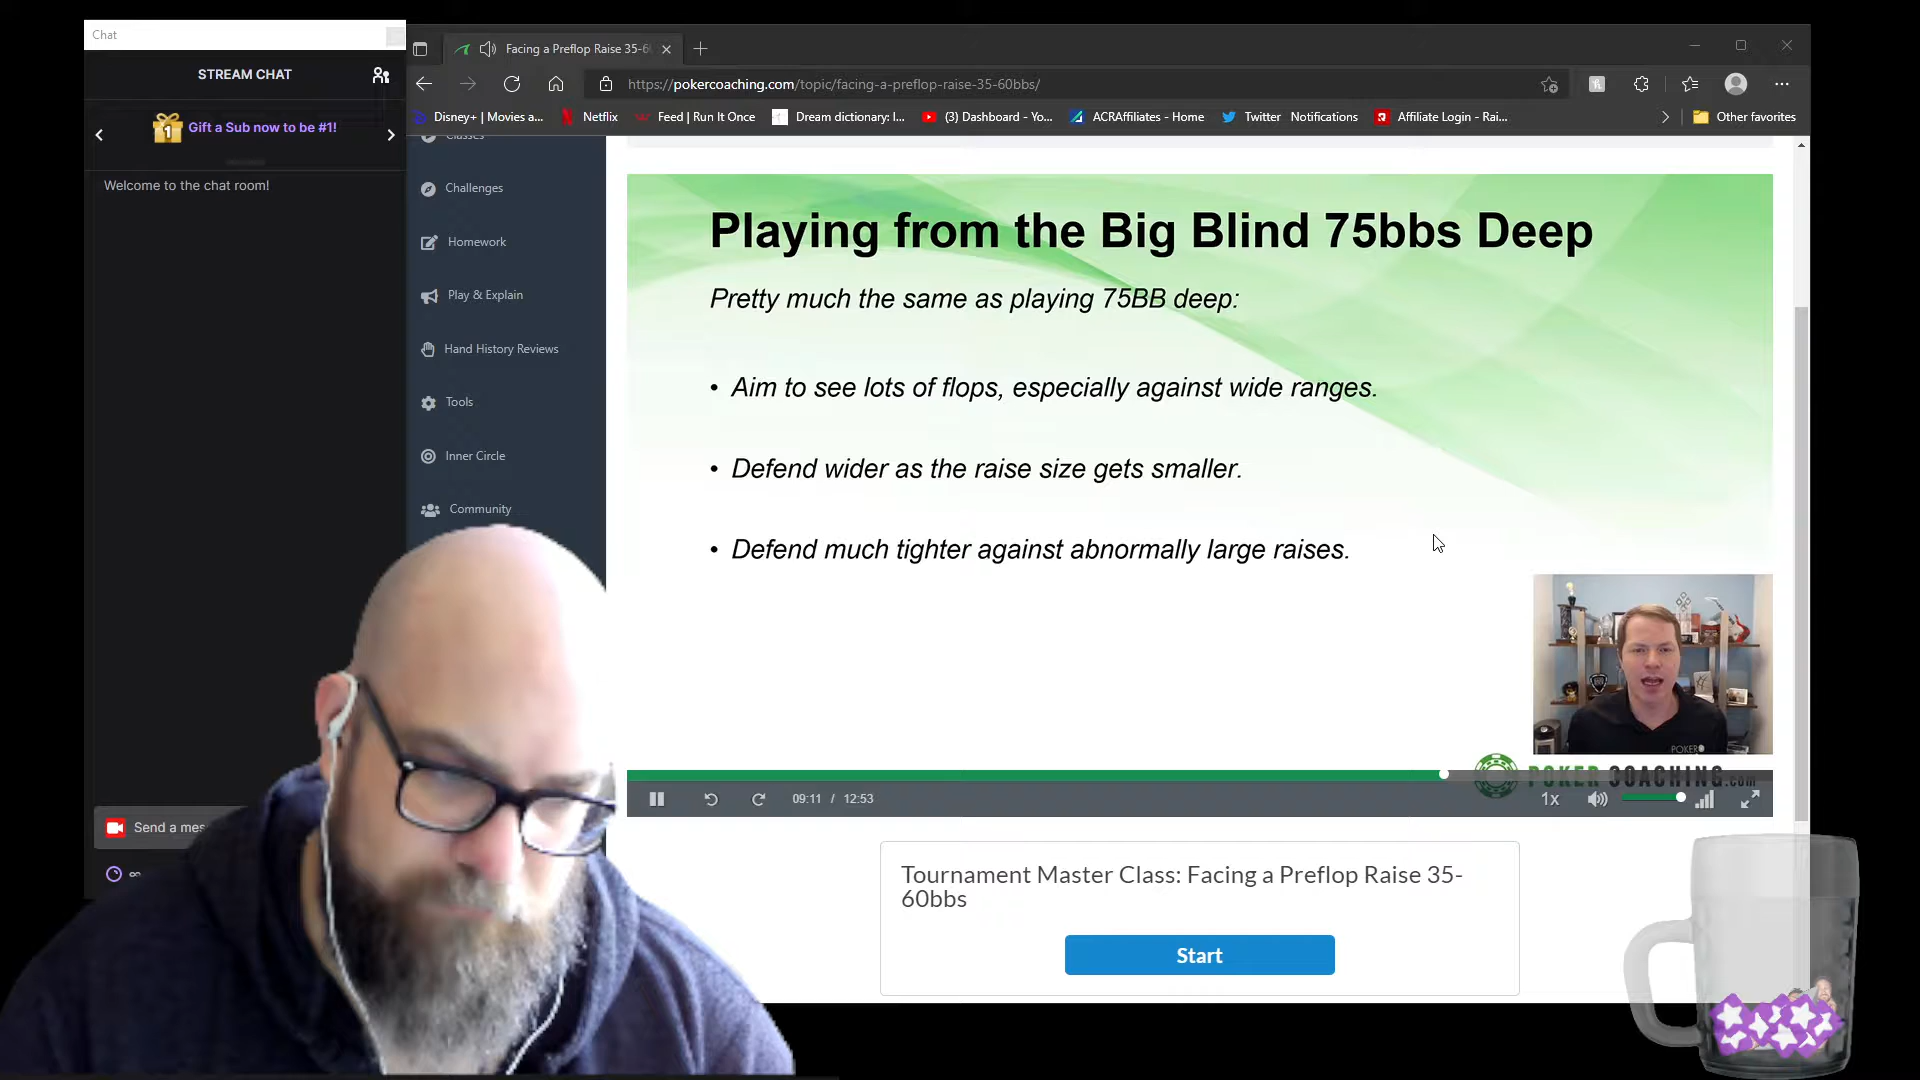 Chat
STREAM CHAT
1
Gift a Sub now to be #1!
Welcome to the chat room!
Send a mes
Facing a Preflop Raise 35-6
https://pokercoaching.com/topic/facing-a-preflop-raise-35-60bbs/
Disney+ | Movies a...
Netflix
Feed | Run It Once
Dream dictionary: I...
(3) Dashboard - Yo...
ACRAffiliates - Home
Twitter
Notifications
Affiliate Login - Rai...
Other favorites
Classes
Challenges
Homework
Play & Explain
Hand History Reviews
Tools
Inner Circle
Community
Playing from the Big Blind 75bbs Deep
Pretty much the same as playing 75BB deep:
• Aim to see lots of flops, especially against wide ranges.
• Defend wider as the raise size gets smaller.
• Defend much tighter against abnormally large raises.
POKER
POKER COACHING.com
09:11 / 12:53
1x
Tournament Master Class: Facing a Preflop Raise 35-
60bbs
Start